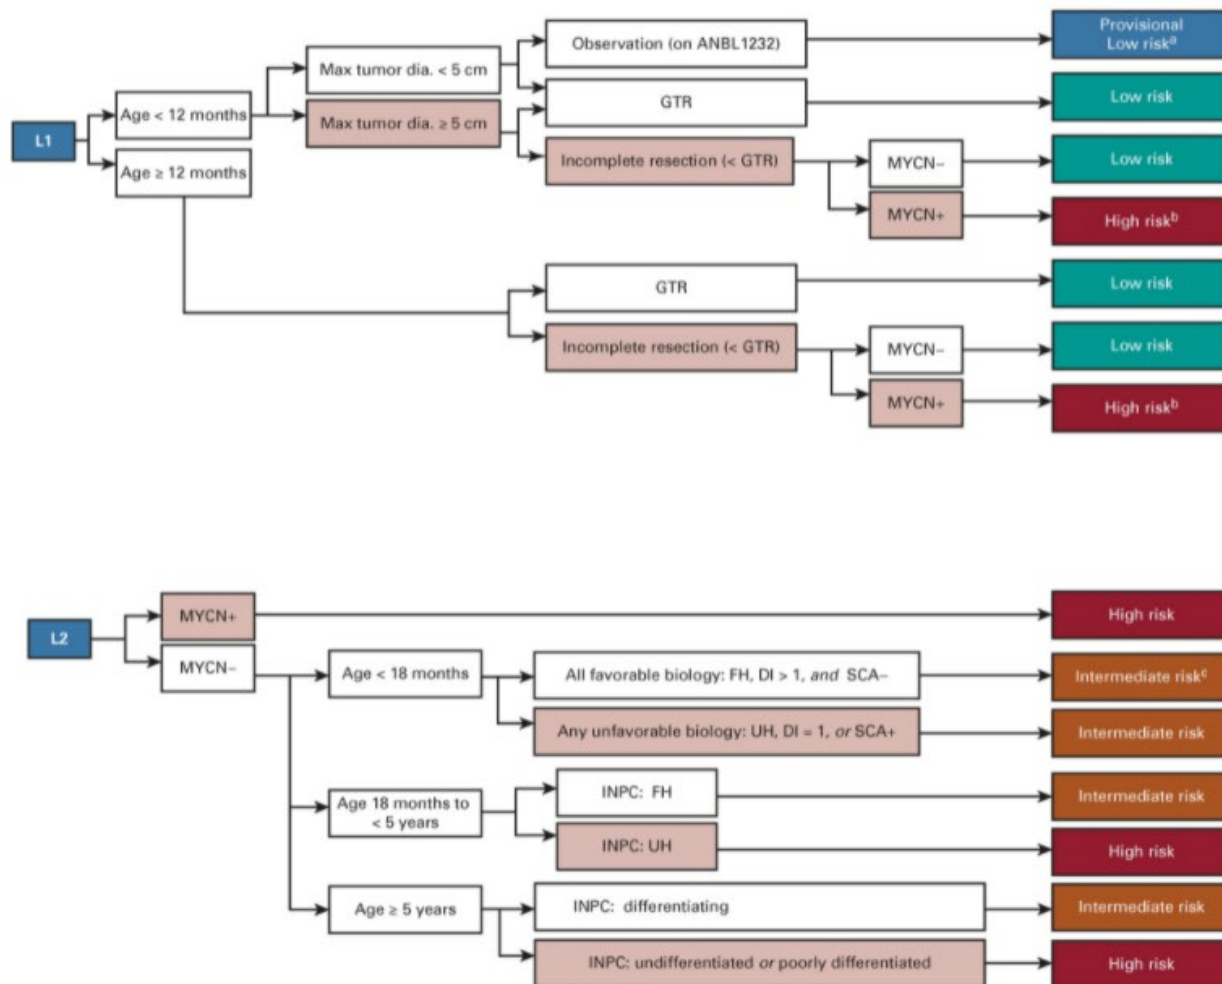 L1
Age < 12 months
Age ≥ 12 months
Max tumor dia. < 5 cm
Max tumor dia. ≥ 5 cm
Observation (on ANBL1232)
GTR
Incomplete resection (< GTR)
MYCN−
MYCN+
Provisional
Low riskᵃ
Low risk
Low risk
High riskᵇ
GTR
Incomplete resection (< GTR)
MYCN−
MYCN+
Low risk
Low risk
High riskᵇ
L2
MYCN+
MYCN−
High risk
Age < 18 months
All favorable biology: FH, DI > 1, and SCA−
Intermediate riskᶜ
Any unfavorable biology: UH, DI = 1, or SCA+
Intermediate risk
Age 18 months to
< 5 years
INPC: FH
Intermediate risk
INPC: UH
High risk
Age ≥ 5 years
INPC: differentiating
Intermediate risk
INPC: undifferentiated or poorly differentiated
High risk